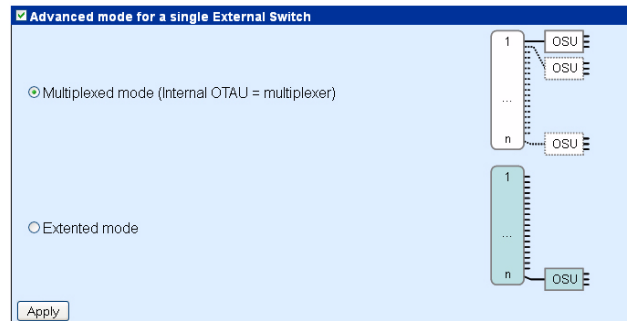 Advanced mode for a single External Switch
1
OSU
OSU
Multiplexed mode (Internal OTAU = multiplexer)
...
n
OSU
1
Extented mode
...
n
OSU
Apply